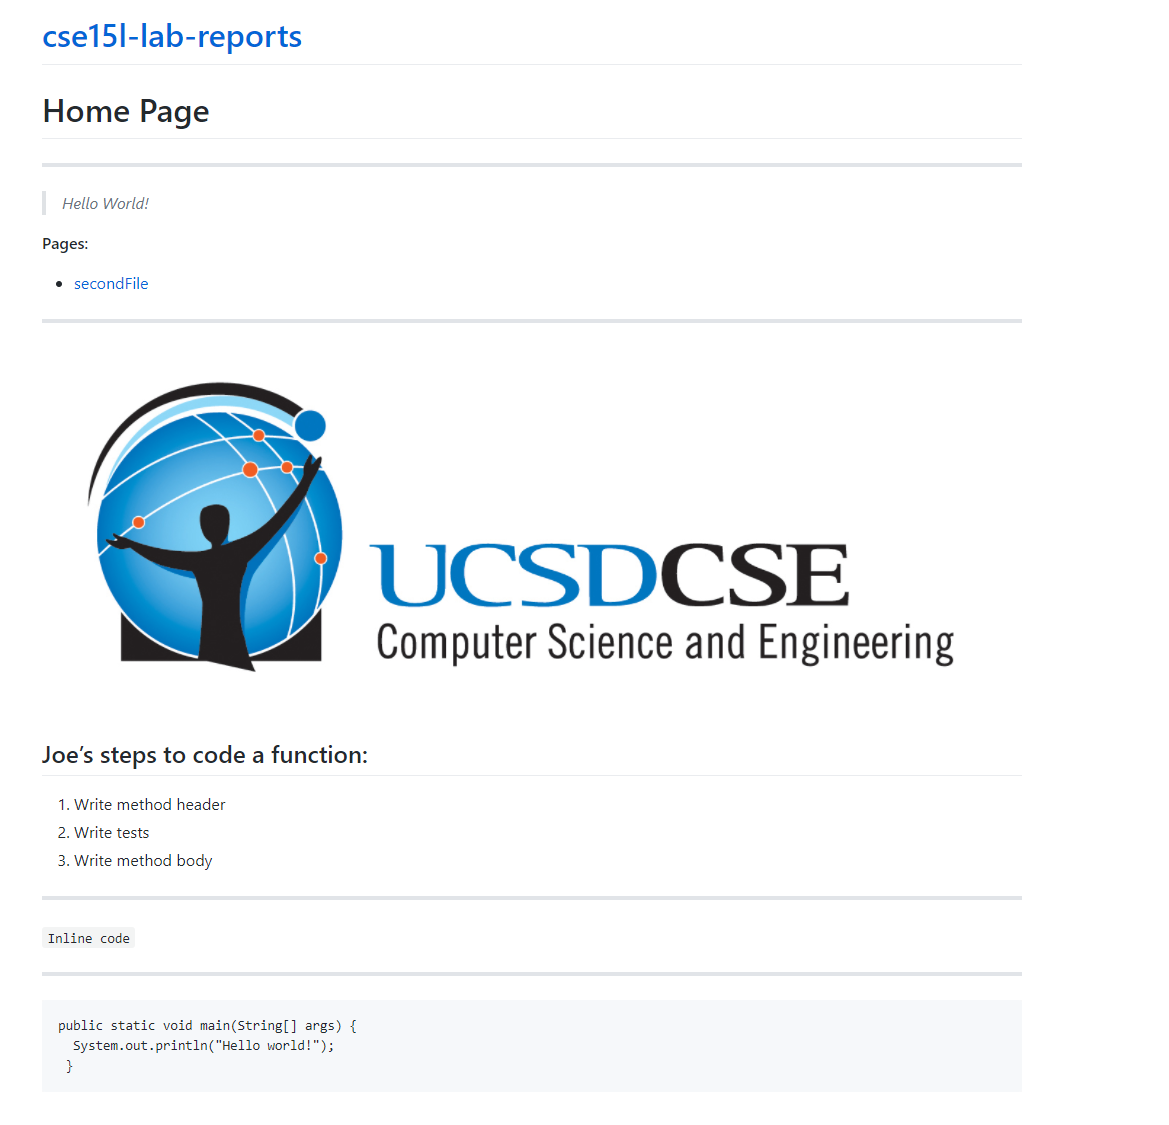 cse15l-lab-reports
Home Page
Hello World!
Pages:
• secondFile
UCSDCSE
Computer Science and Engineering
Joe’s steps to code a function:
1. Write method header
2. Write tests
3. Write method body
Inline code
public static void main(String[] args) {
  System.out.println("Hello world!");
 }